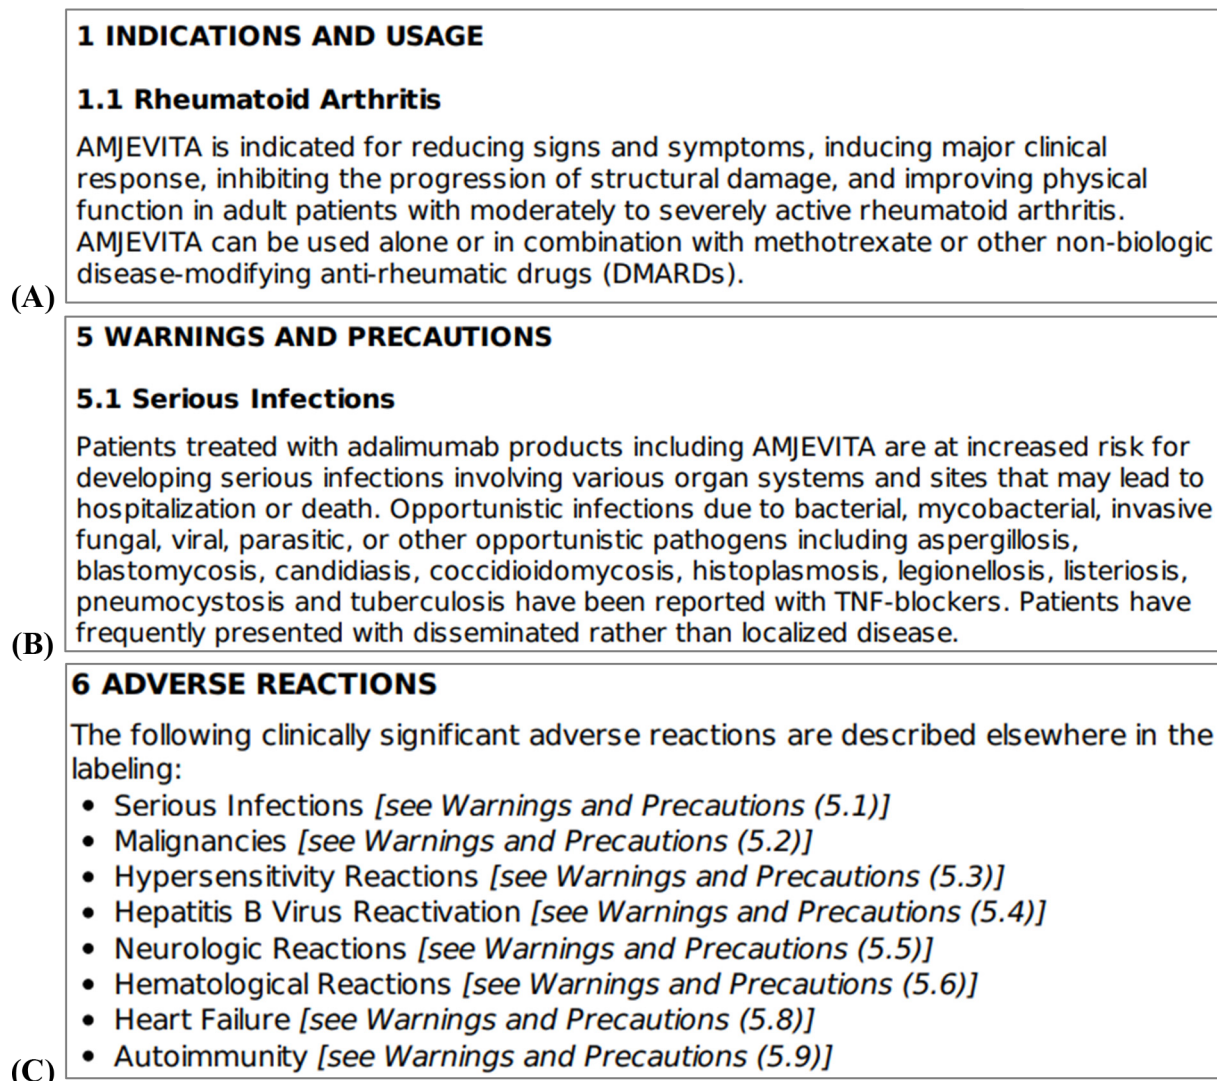 1 INDICATIONS AND USAGE
1.1 Rheumatoid Arthritis
AMJEVITA is indicated for reducing signs and symptoms, inducing major clinical
response, inhibiting the progression of structural damage, and improving physical
function in adult patients with moderately to severely active rheumatoid arthritis.
AMJEVITA can be used alone or in combination with methotrexate or other non-biologic
disease-modifying anti-rheumatic drugs (DMARDs).
(A)
5 WARNINGS AND PRECAUTIONS
5.1 Serious Infections
Patients treated with adalimumab products including AMJEVITA are at increased risk for
developing serious infections involving various organ systems and sites that may lead to
hospitalization or death. Opportunistic infections due to bacterial, mycobacterial, invasive
fungal, viral, parasitic, or other opportunistic pathogens including aspergillosis,
blastomycosis, candidiasis, coccidioidomycosis, histoplasmosis, legionellosis, listeriosis,
pneumocystosis and tuberculosis have been reported with TNF-blockers. Patients have
frequently presented with disseminated rather than localized disease.
(B)
6 ADVERSE REACTIONS
The following clinically significant adverse reactions are described elsewhere in the
labeling:
• Serious Infections [see Warnings and Precautions (5.1)]
• Malignancies [see Warnings and Precautions (5.2)]
• Hypersensitivity Reactions [see Warnings and Precautions (5.3)]
• Hepatitis B Virus Reactivation [see Warnings and Precautions (5.4)]
• Neurologic Reactions [see Warnings and Precautions (5.5)]
• Hematological Reactions [see Warnings and Precautions (5.6)]
• Heart Failure [see Warnings and Precautions (5.8)]
• Autoimmunity [see Warnings and Precautions (5.9)]
(C)